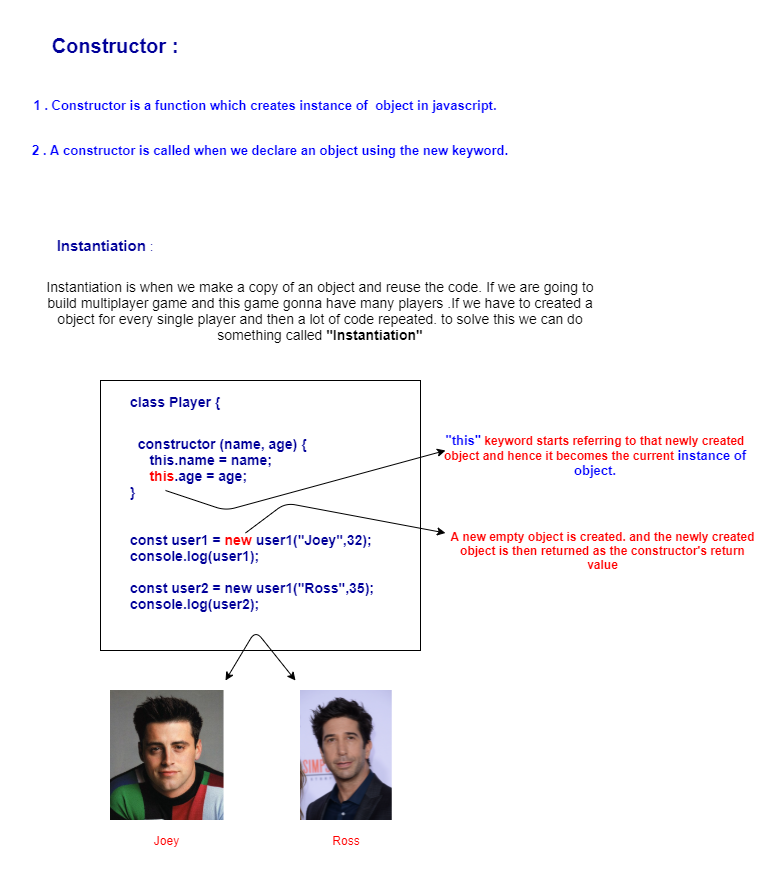 Constructor :
1 . Constructor is a function which creates instance of object in javascript.
2 . A constructor is called when we declare an object using the new keyword.
Instantiation :
Instantiation is when we make a copy of an object and reuse the code. If we are going to
build multiplayer game and this game gonna have many players .If we have to created a
object for every single player and then a lot of code repeated. to solve this we can do
something called "Instantiation"
class Player {
constructor (name, age) {
this.name = name;
this.age = age;
}
"this" keyword starts referring to that newly created
object and hence it becomes the current instance of
object.
const user1 = new user1("Joey",32);
console.log(user1);
A new empty object is created. and the newly created
object is then returned as the constructor's return
value
const user2 = new user1("Ross",35);
console.log(user2);
Joey
Ross